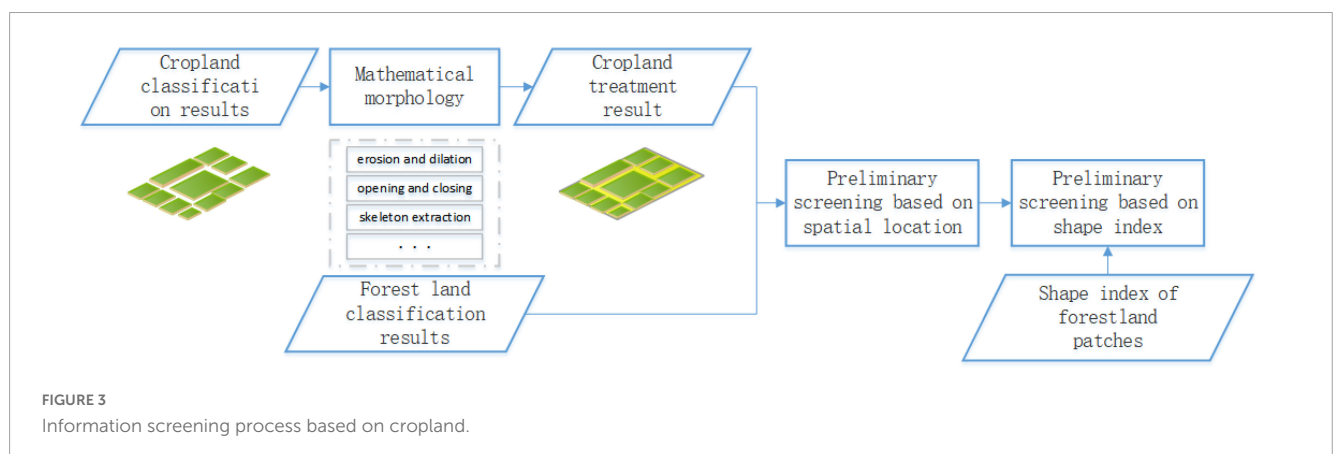 Cropland
classificati
on results
Mathematical
morphology
Cropland
treatment
result
erosion and dilation
opening and closing
skeleton extraction
...
Forest land
classification
results
Preliminary
screening based on
spatial location
Preliminary
screening based on
shape index
Shape index of
forestland
patches
FIGURE 3
Information screening process based on cropland.